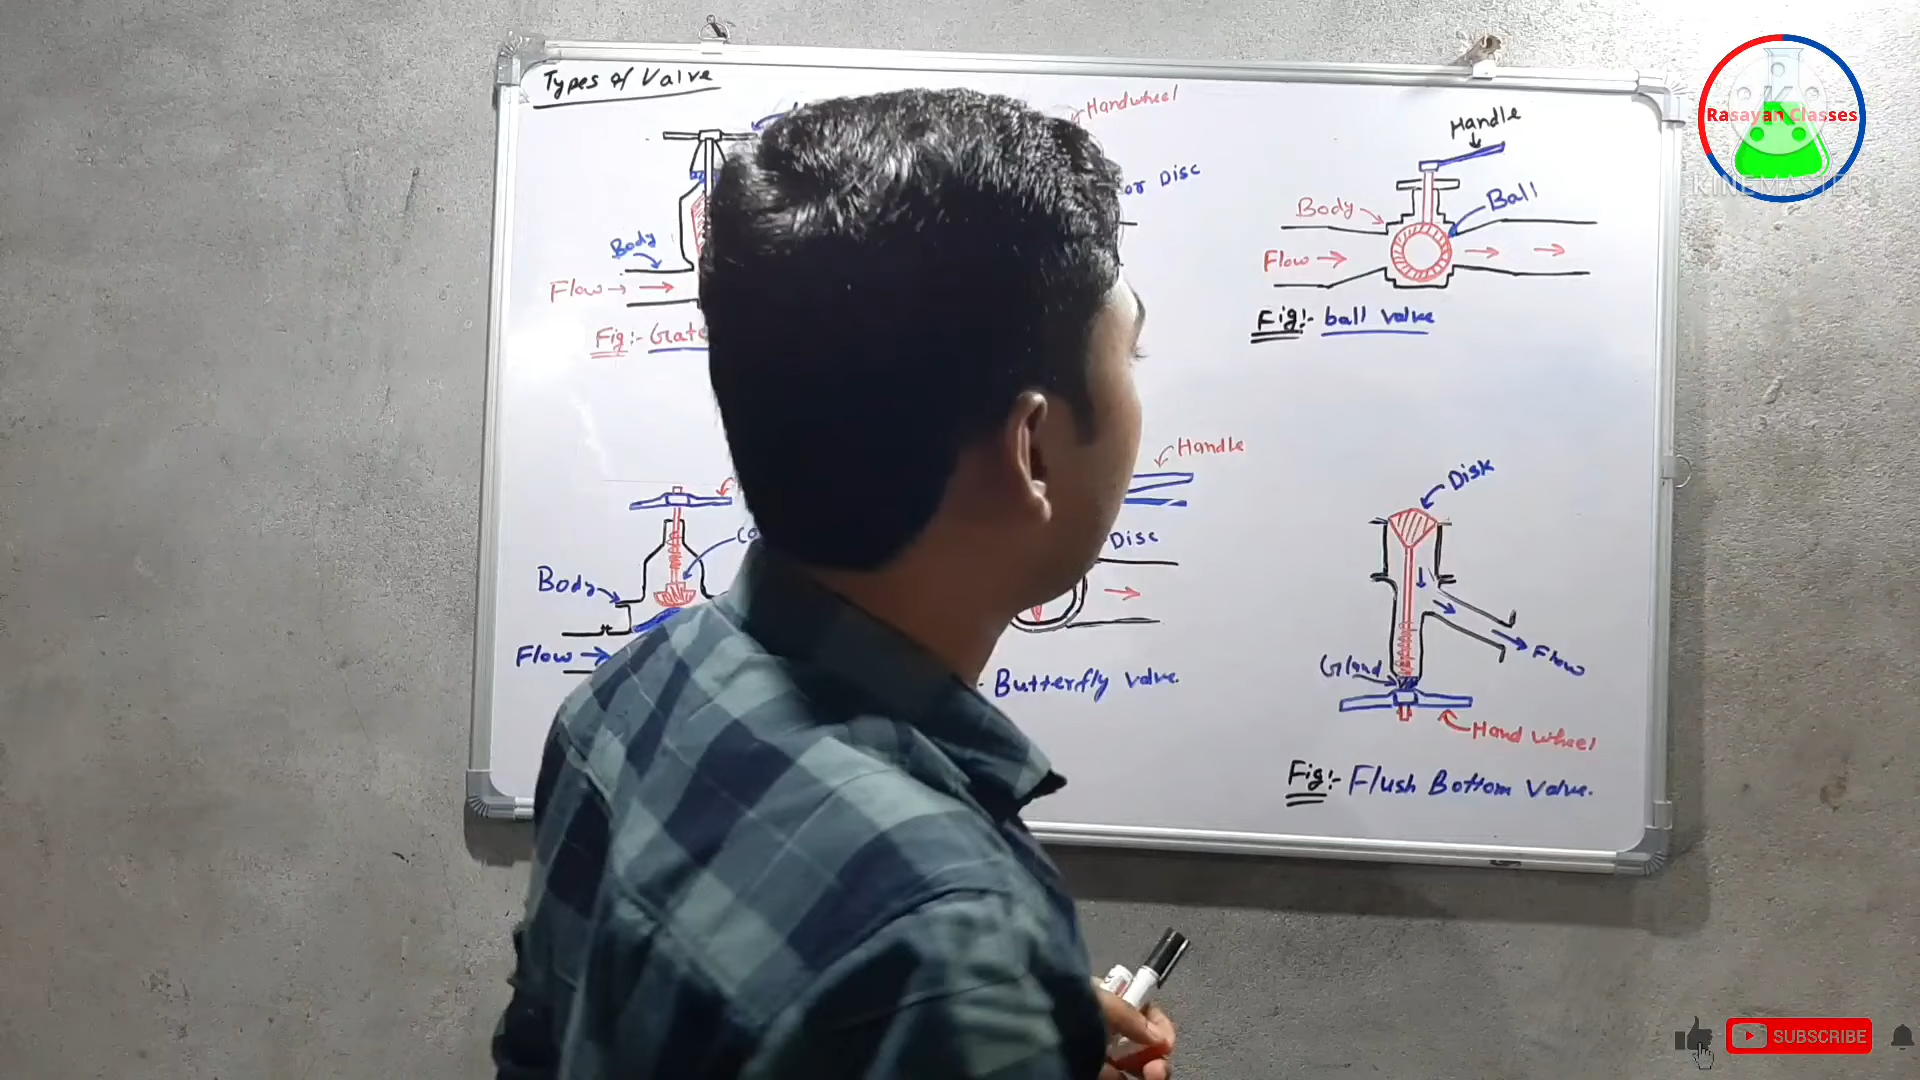 Types of Valve
Handwheel
or Disc
Body
Flow
Fig:- Gate
Handle
Body
Ball
Flow
Fig:- ball valve
Body
Flow
Handle
Disc
Butterfly valve.
Disk
Flow
Gland
Hand wheel
Fig:- Flush Bottom Valve.
Rasayan Classes
KINEMASTER
SUBSCRIBE